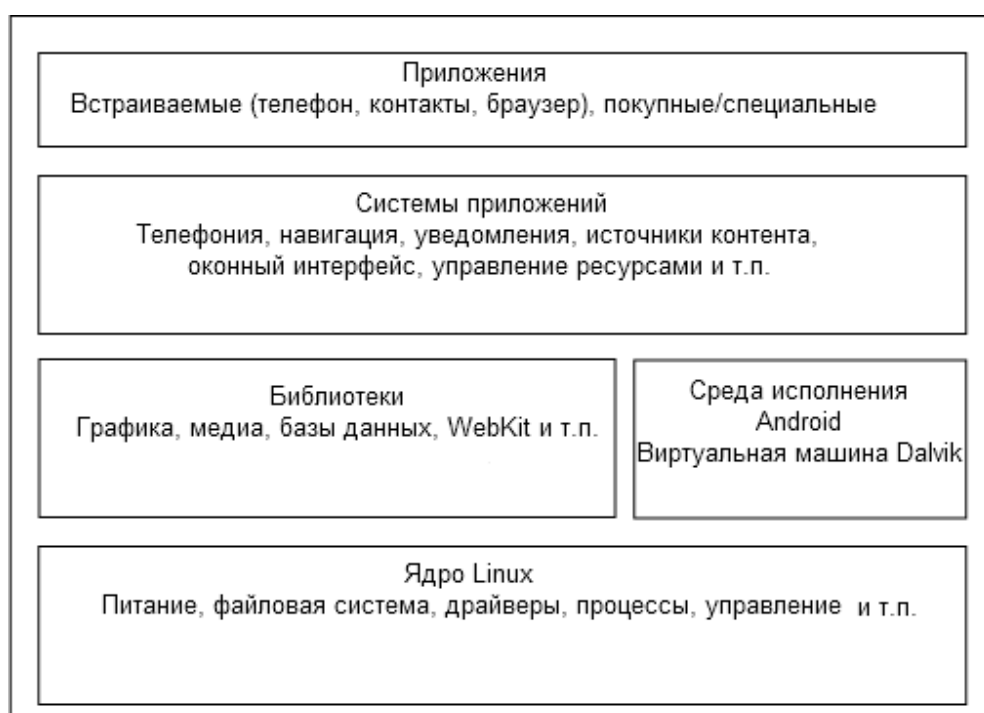 Приложения
Встраиваемые (телефон, контакты, браузер), покупные/специальные
Системы приложений
Телефония, навигация, уведомления, источники контента,
оконный интерфейс, управление ресурсами и т.п.
Библиотеки
Графика, медиа, базы данных, WebKit и т.п.
Среда исполнения
Android
Виртуальная машина Dalvik
Ядро Linux
Питание, файловая система, драйверы, процессы, управление и т.п.